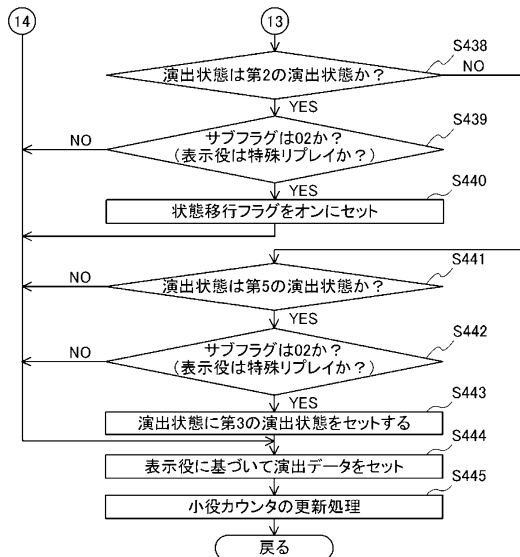 14
13
S438
演出状態は第2の演出状態か?
NO
YES
S439
NO
サブフラグは02か?
(表示役は特殊リプレイか?)
YES
S440
状態移行フラグをオンにセット
S441
NO
演出状態は第5の演出状態か?
YES
S442
NO
サブフラグは02か?
(表示役は特殊リプレイか?)
YES
S443
演出状態に第3の演出状態をセットする
S444
表示役に基づいて演出データをセット
S445
小役カウンタの更新処理
戻る